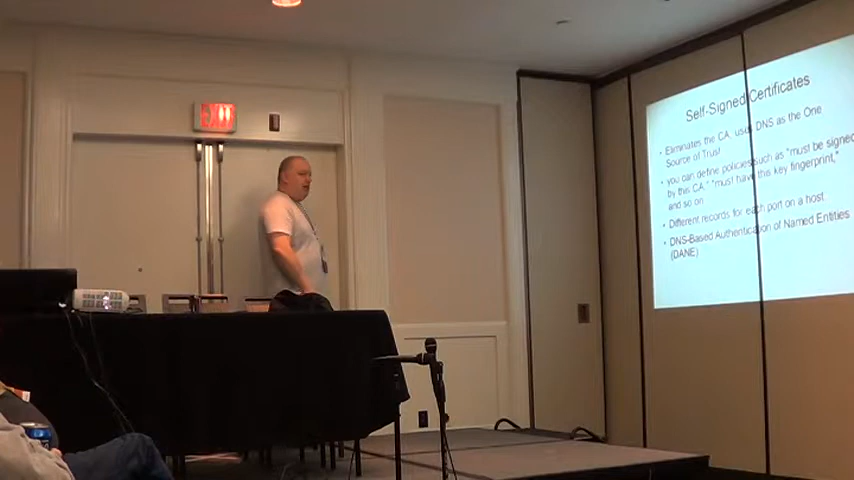 EXIT
Self-Signed Certificates
• Eliminates the CA, uses DNS as the One
Source of Trust
• you can define policies such as "must be signed
by this CA," "must have this key fingerprint,"
and so on
• Different records for each port on a host
• DNS-Based Authentication of Named Entities
(DANE)